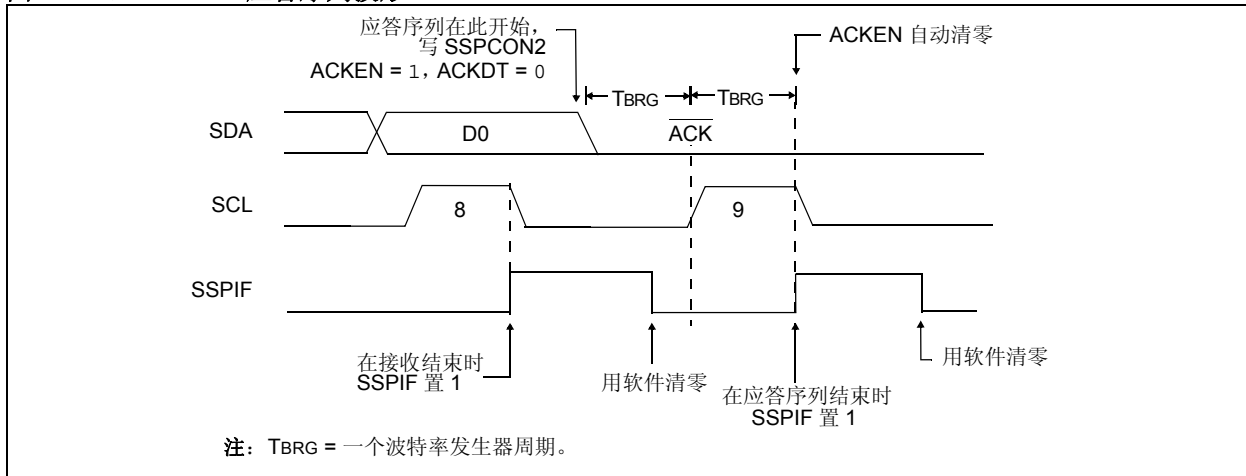 应答序列在此开始，
写 SSPCON2
ACKEN = 1，ACKDT = 0
ACKEN 自动清零
TBRG
TBRG
SDA
D0
ACK
SCL
8
9
SSPIF
在接收结束时
SSPIF 置 1
用软件清零
在应答序列结束时
SSPIF 置 1
用软件清零
注：TBRG = 一个波特率发生器周期。